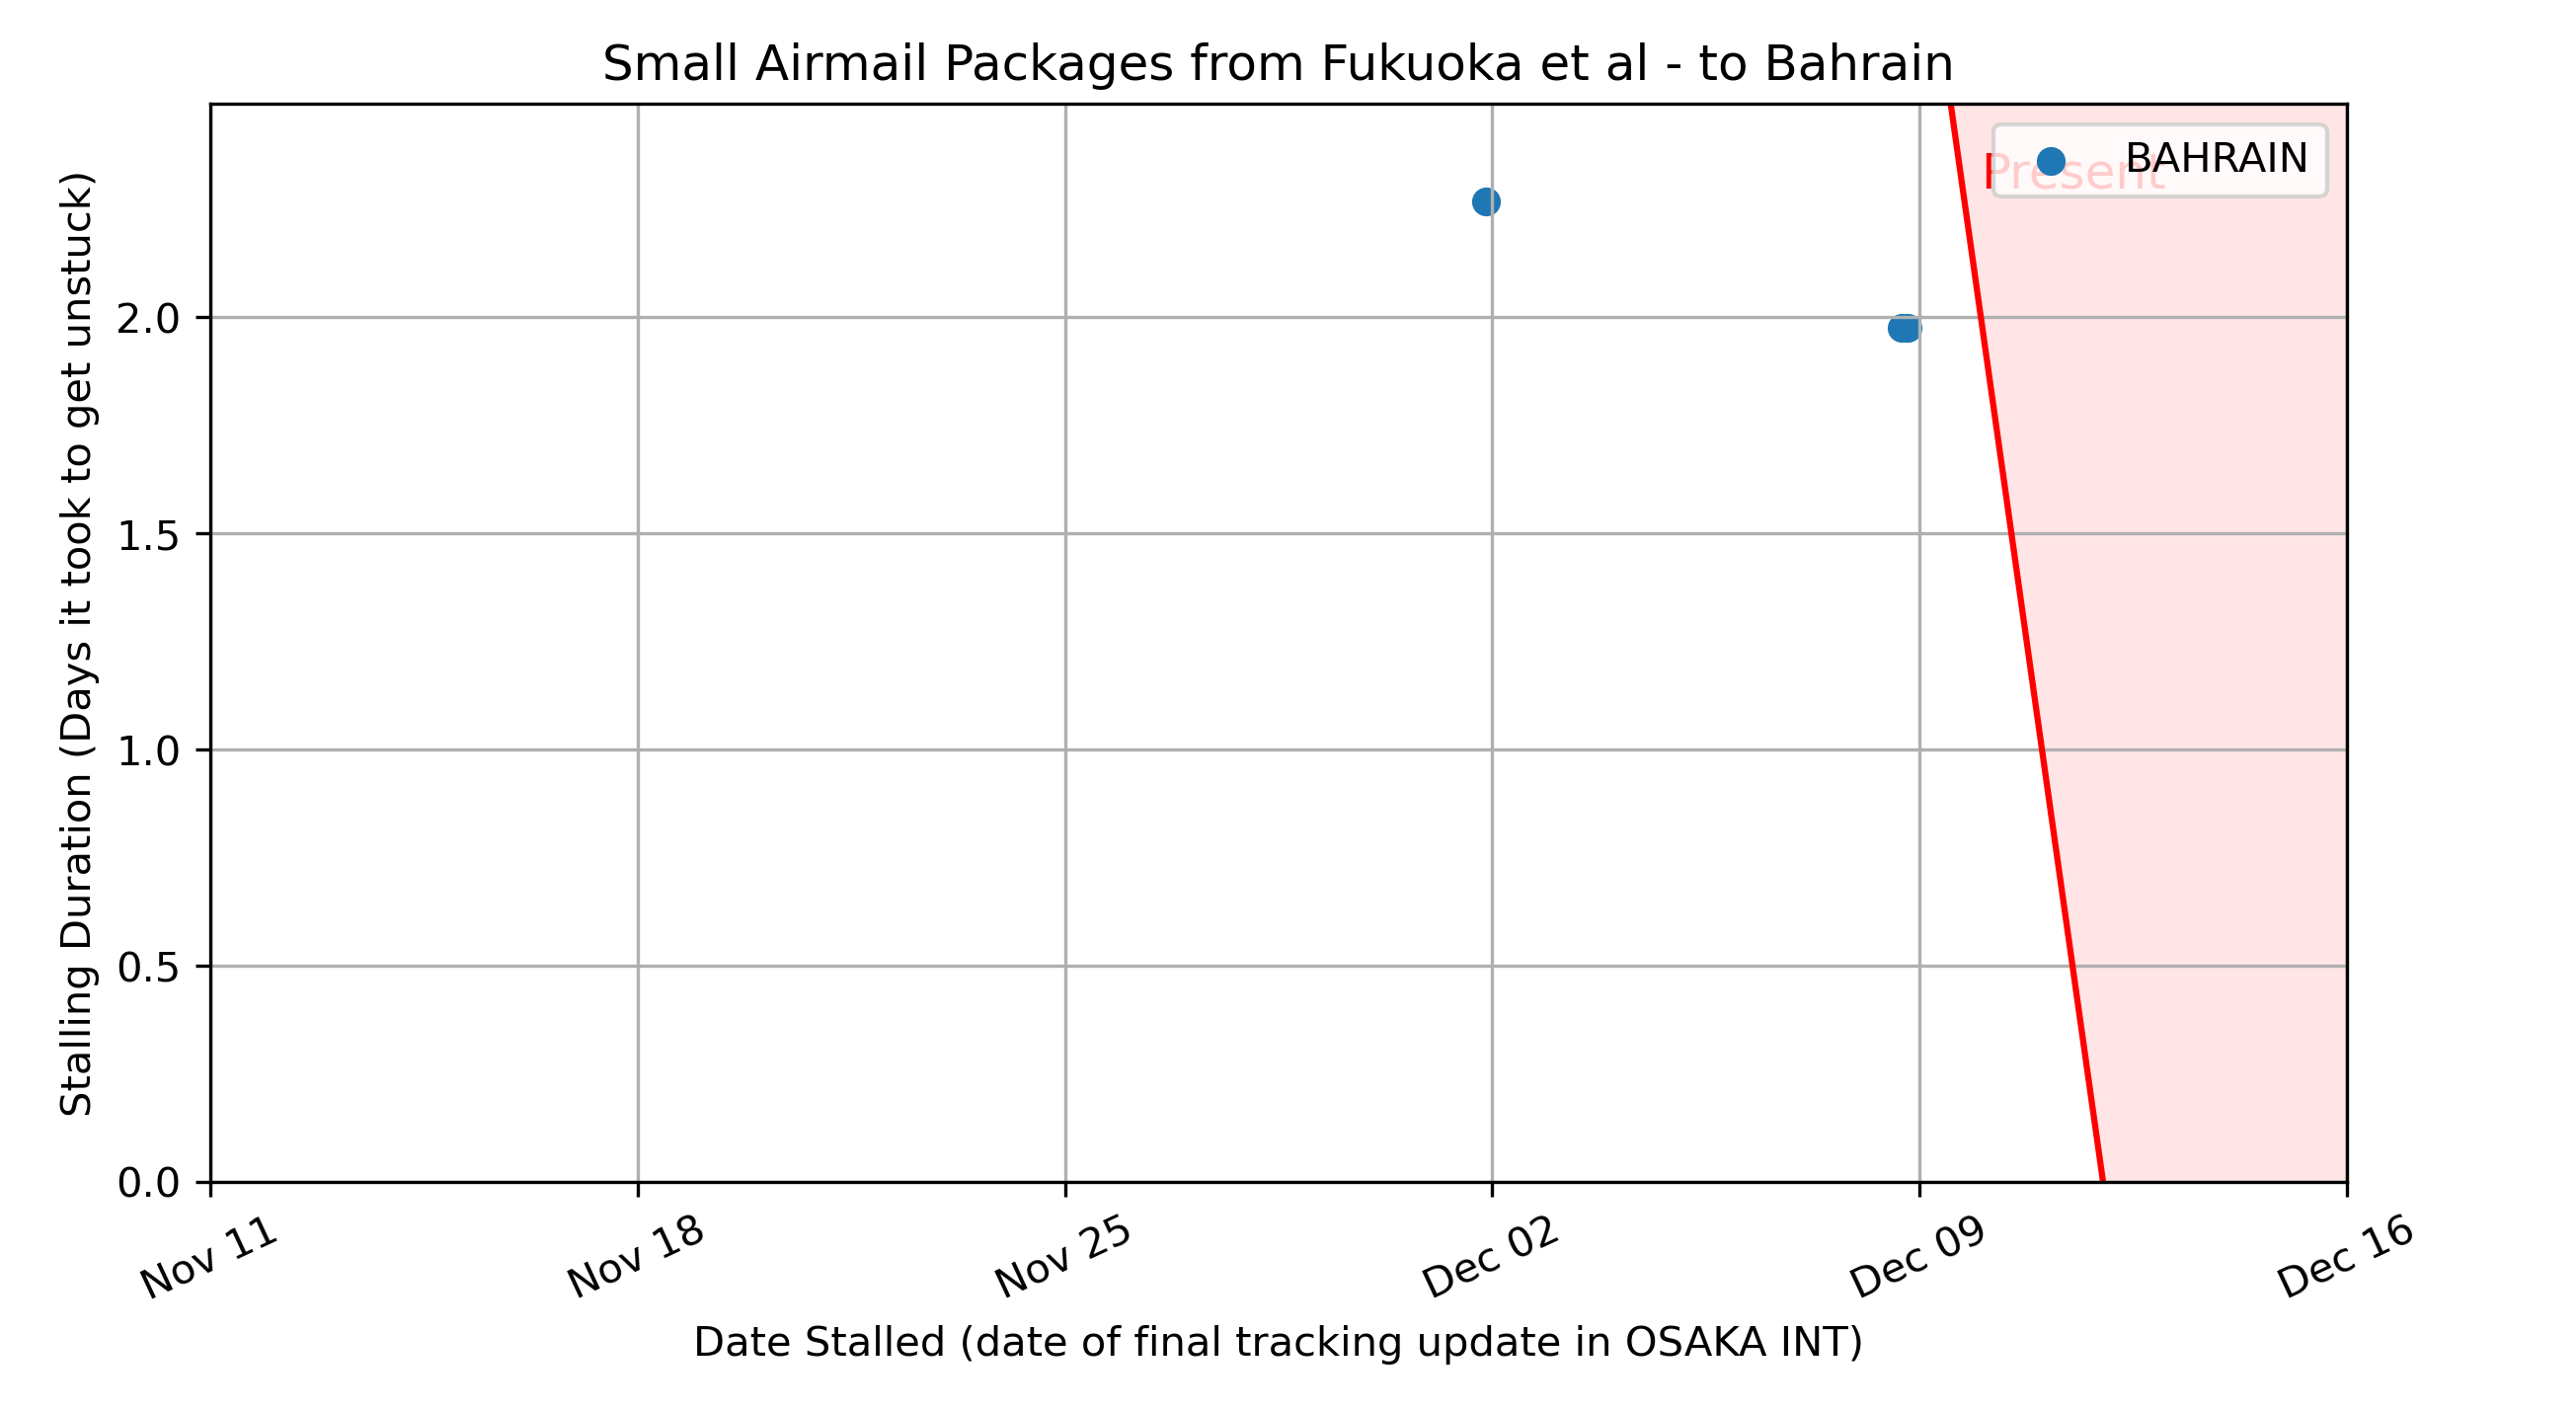 Small Airmail Packages from Fukuoka et al - to Bahrain
BAHRAIN
Present
Stalling Duration (Days it took to get unstuck)
2.0
1.5
1.0
0.5
0.0
Nov 11
Nov 18
Nov 25
Dec 02
Dec 09
Dec 16
Date Stalled (date of final tracking update in OSAKA INT)